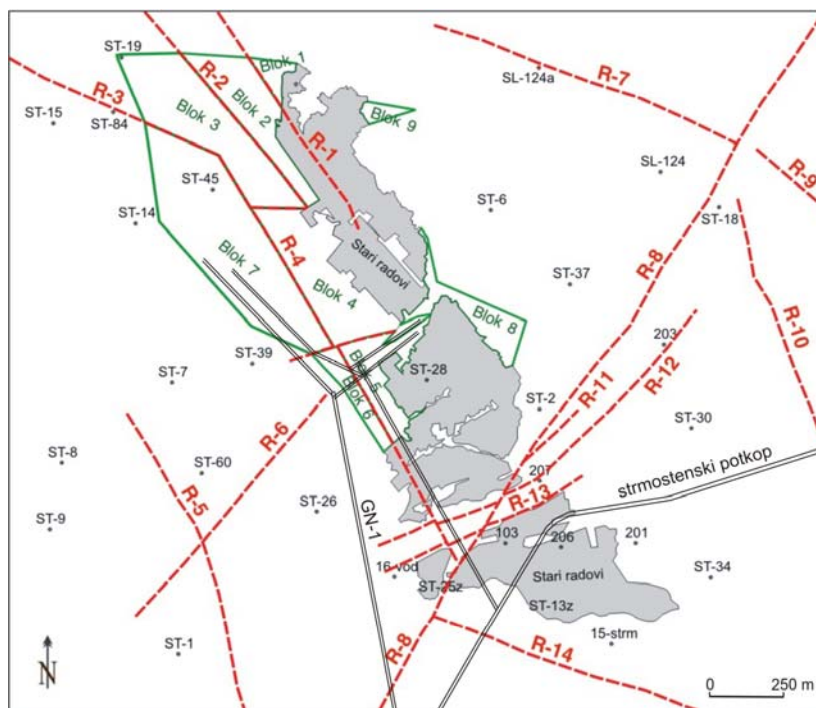 ST-19
Blok 1
R-2
R-1
SL-124a
R-7
R-3
Blok 2
Blok 3
Blok 9
ST-15
ST-84
SL-124
R-9
ST-45
ST-6
ST-18
ST-14
R-4
Stari radovi
R-8
Blok 7
ST-37
Blok 4
Blok 8
R-10
203
ST-39
R-12
ST-7
Blok 5
ST-28
R-11
Blok 6
ST-2
ST-30
R-6
ST-8
ST-60
207
strmostenski potkop
R-5
R-13
ST-26
GN-1
ST-9
103
206
201
16-vod
ST-25z
Stari radovi
ST-34
ST-13z
ST-1
R-8
15-strm
R-14
N
0 250 m